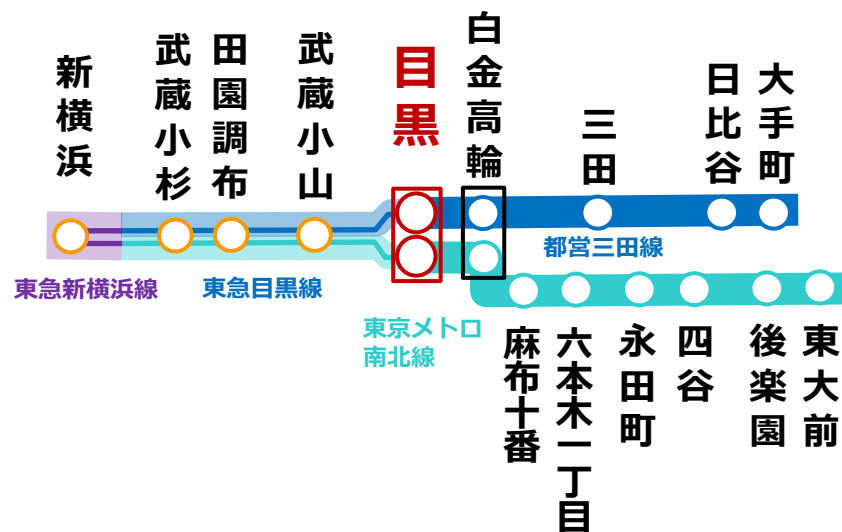 新横浜
武蔵小杉
田園調布
武蔵小山
目黒
白金高輪
三田
日比谷
大手町
東急新横浜線
東急目黒線
都営三田線
東京メトロ
南北線
麻布十番
六本木一丁目
永田町
四谷
後楽園
東大前